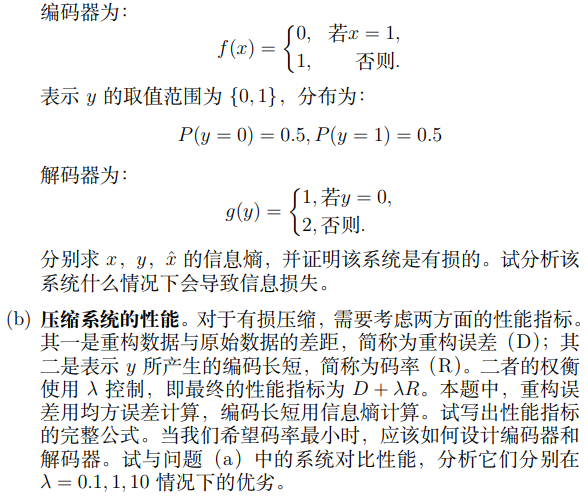 编码器为：
f(x) = {0, 若x = 1,
1, 否则.
表示 y 的取值范围为 {0, 1}，分布为：
P(y = 0) = 0.5, P(y = 1) = 0.5
解码器为：
g(y) = {1, 若y = 0,
2, 否则.
分别求 x，y，x̂ 的信息熵，并证明该系统是有损的。试分析该
系统什么情况下会导致信息损失。
(b) 压缩系统的性能。对于有损压缩，需要考虑两方面的性能指标。
其一是重构数据与原始数据的差距，简称为重构误差（D）；其
二是表示 y 所产生的编码长短，简称为码率（R）。二者的权衡
使用 λ 控制，即最终的性能指标为 D + λR。本题中，重构误
差用均方误差计算，编码长短用信息熵计算。试写出性能指标
的完整公式。当我们希望码率最小时，应该如何设计编码器和
解码器。试与问题（a）中的系统对比性能，分析它们分别在
λ = 0.1, 1, 10 情况下的优劣。